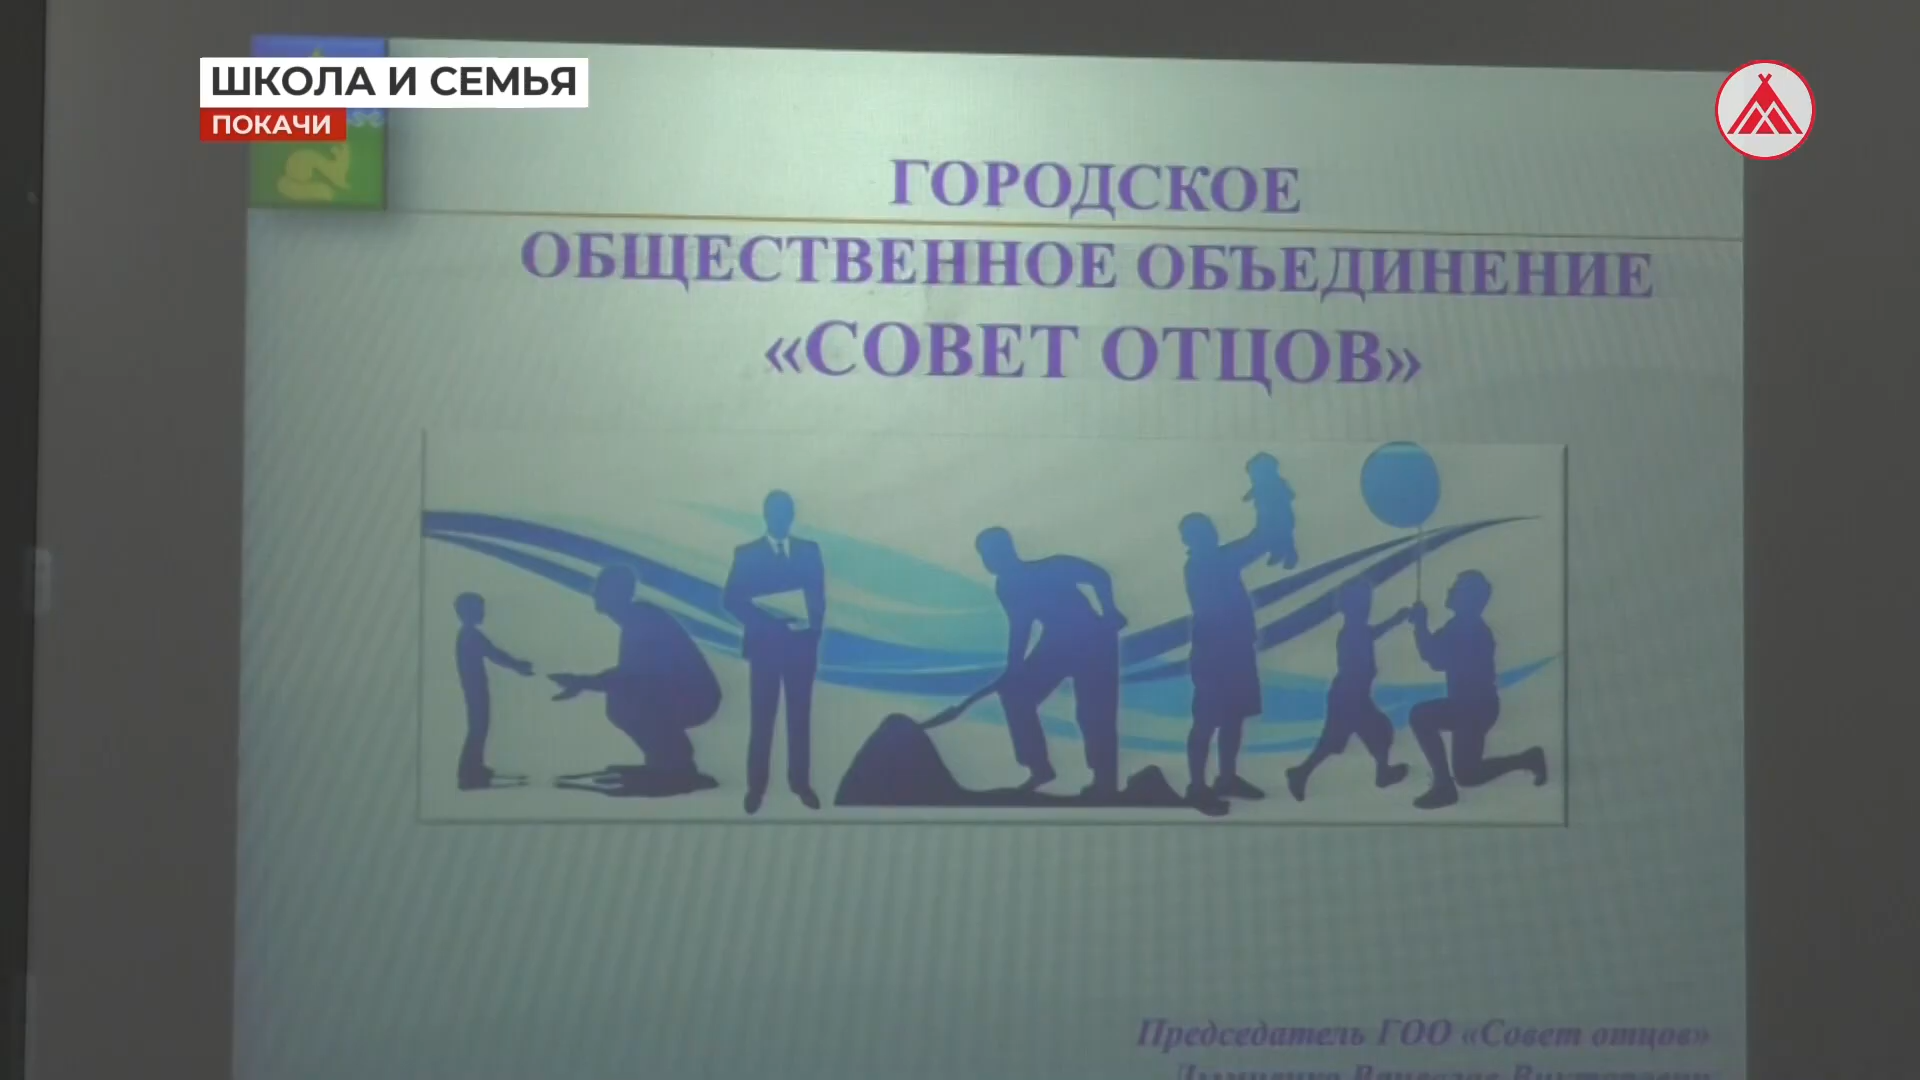 ШКОЛА И СЕМЬЯ
ПОКАЧИ
ГОРОДСКОЕ
ОБЩЕСТВЕННОЕ ОБЪЕДИНЕНИЕ
«СОВЕТ ОТЦОВ»
Председатель ГОО «Совет отцов»